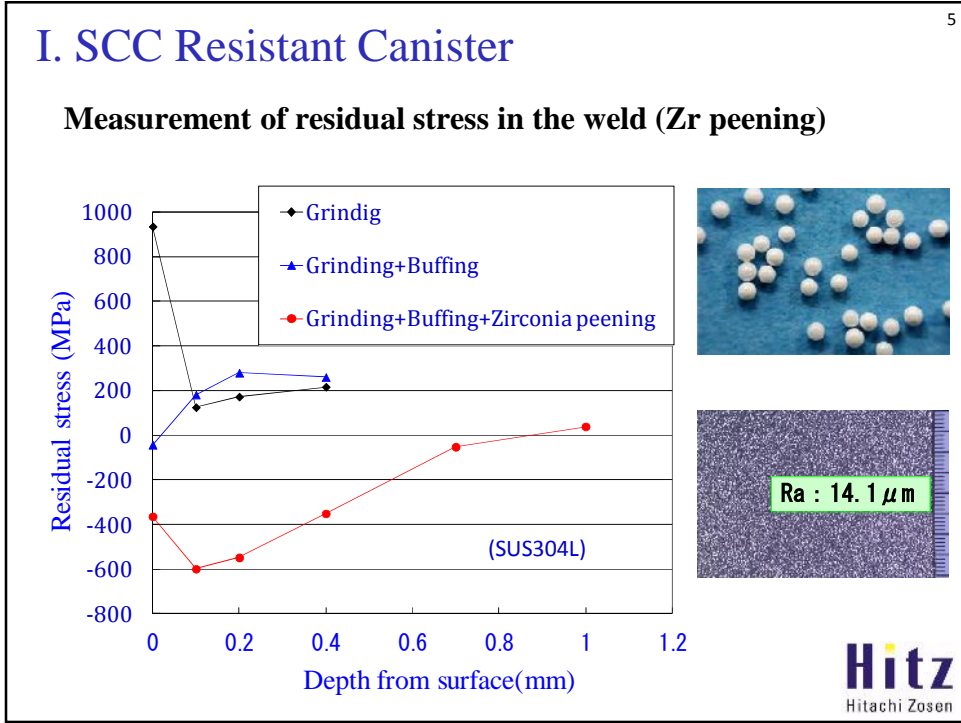 5
I. SCC Resistant Canister
Measurement of residual stress in the weld (Zr peening)
Residual stress (MPa)
1000
800
600
400
200
0
-200
-400
-600
-800
Grindig
Grinding+Buffing
Grinding+Buffing+Zirconia peening
(SUS304L)
0 0.2 0.4 0.6 0.8 1 1.2
Depth from surface(mm)
Ra : 14.1μm
Hitz
Hitachi Zosen